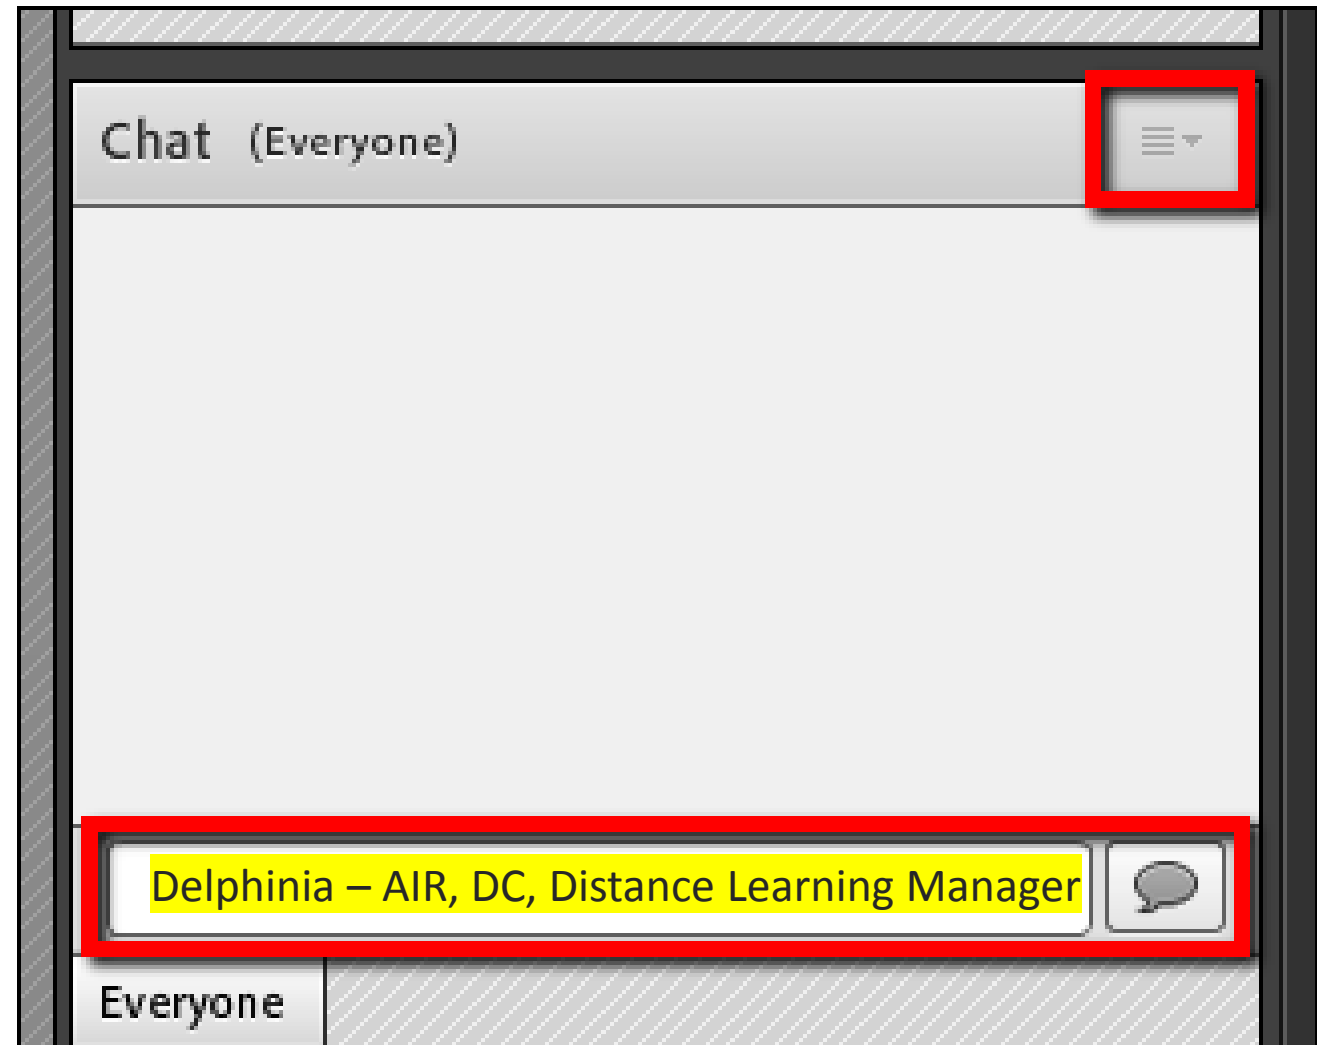 Chat (Everyone)
Delphinia – AIR, DC, Distance Learning Manager
Everyone